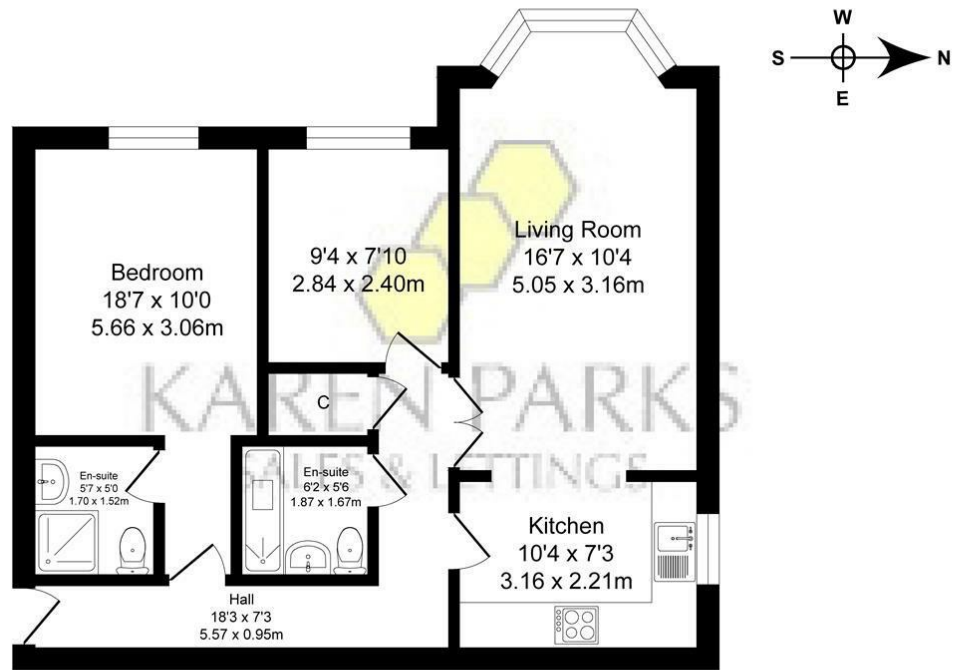 W
S N
E
Bedroom
18'7 x 10'0
5.66 x 3.06m
9'4 x 7'10
2.84 x 2.40m
Living Room
16'7 x 10'4
5.05 x 3.16m
KAREN PARKS
SALES & LETTINGS
C
En-suite
5'7 x 5'0
1.70 x 1.52m
En-suite
6'2 x 5'6
1.87 x 1.67m
Kitchen
10'4 x 7'3
3.16 x 2.21m
Hall
18'3 x 7'3
5.57 x 0.95m